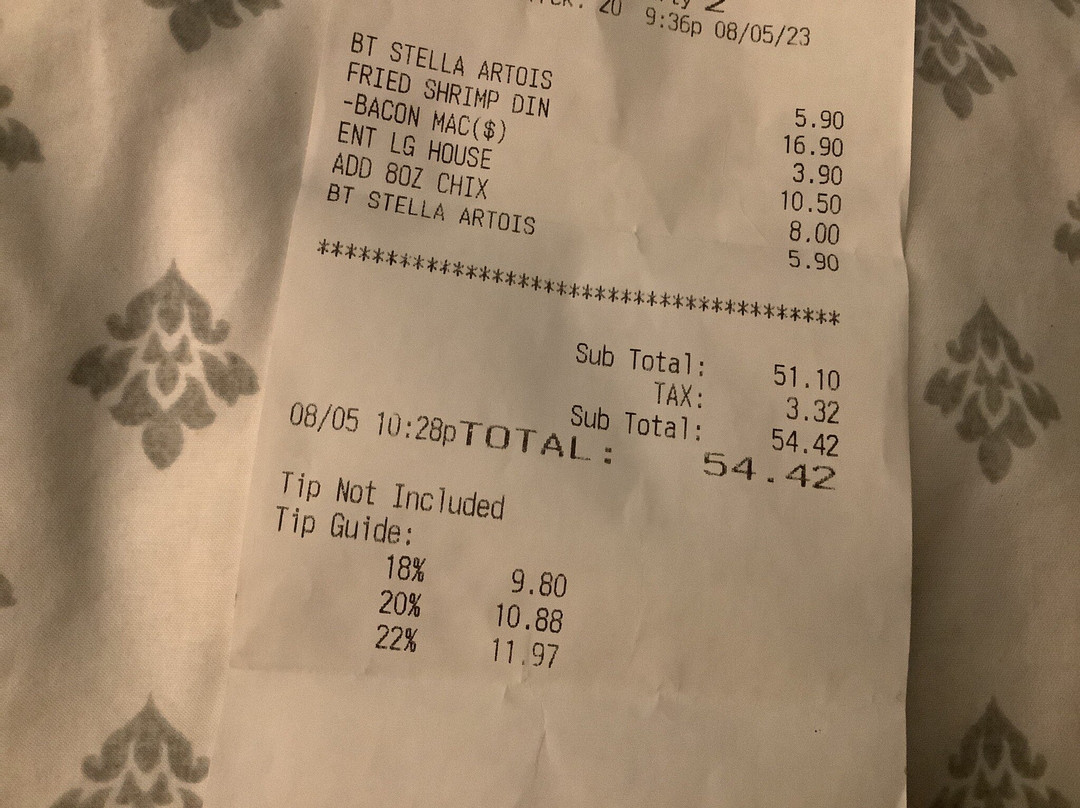 20 9:36p 08/05/23
BT STELLA ARTOIS 5.90
FRIED SHRIMP DIN 16.90
-BACON MAC($) 3.90
ENT LG HOUSE 10.50
ADD 8OZ CHIX 8.00
BT STELLA ARTOIS 5.90
****************************************
Sub Total: 51.10
TAX: 3.32
Sub Total: 54.42
08/05 10:28pTOTAL: 54.42
Tip Not Included
Tip Guide:
18% 9.80
20% 10.88
22% 11.97